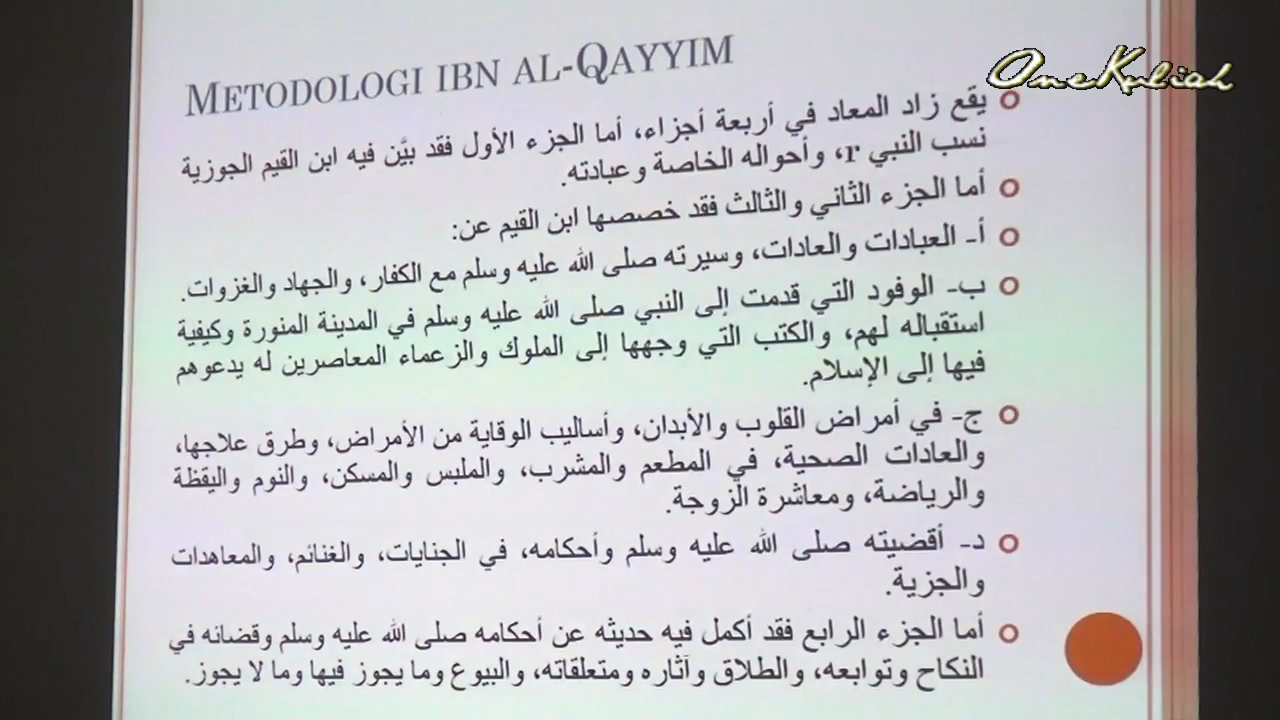 METODOLOGI IBN AL-QAYYIM
OneKuliah
يقع زاد المعاد في أربعة أجزاء، أما الجزء الأول فقد بيَّن فيه ابن القيم الجوزية
نسب النبي r، وأحواله الخاصة وعبادته.
أما الجزء الثاني والثالث فقد خصصها ابن القيم عن:
أ- العبادات والعادات، وسيرته صلى الله عليه وسلم مع الكفار، والجهاد والغزوات.
ب- الوفود التي قدمت إلى النبي صلى الله عليه وسلم في المدينة المنورة وكيفية
استقباله لهم، والكتب التي وجهها إلى الملوك والزعماء المعاصرين له يدعوهم
فيها إلى الإسلام.
ج- في أمراض القلوب والأبدان، وأساليب الوقاية من الأمراض، وطرق علاجها،
والعادات الصحية، في المطعم والمشرب، والملبس والمسكن، والنوم واليقظة
والرياضة، ومعاشرة الزوجة.
د- أقضيته صلى الله عليه وسلم وأحكامه، في الجنايات، والغنائم، والمعاهدات
والجزية.
أما الجزء الرابع فقد أكمل فيه حديثه عن أحكامه صلى الله عليه وسلم وقضائه في
النكاح وتوابعه، والطلاق وآثاره ومتعلقاته، والبيوع وما يجوز فيها وما لا يجوز.